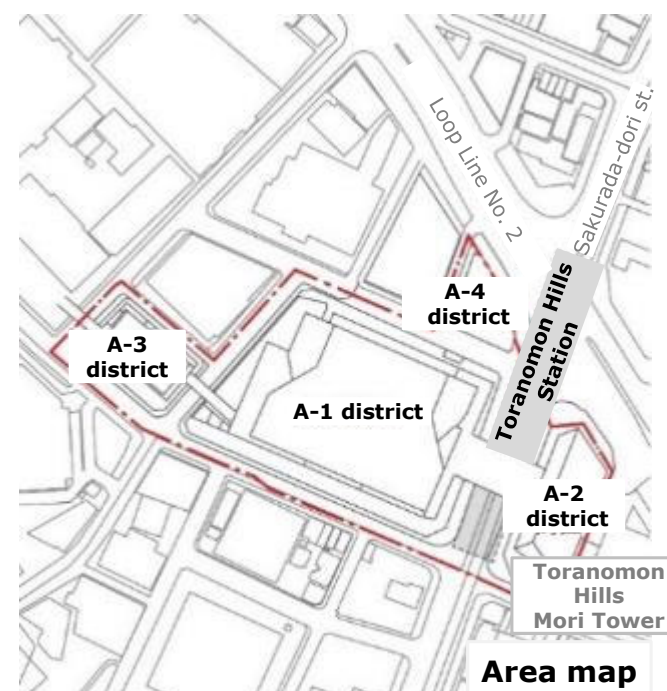 Loop Line No. 2
Sakurada-dori st.
A-4
district
Toranomon Hills
Station
A-3
district
A-1 district
A-2
district
Toranomon
Hills
Mori Tower
Area map